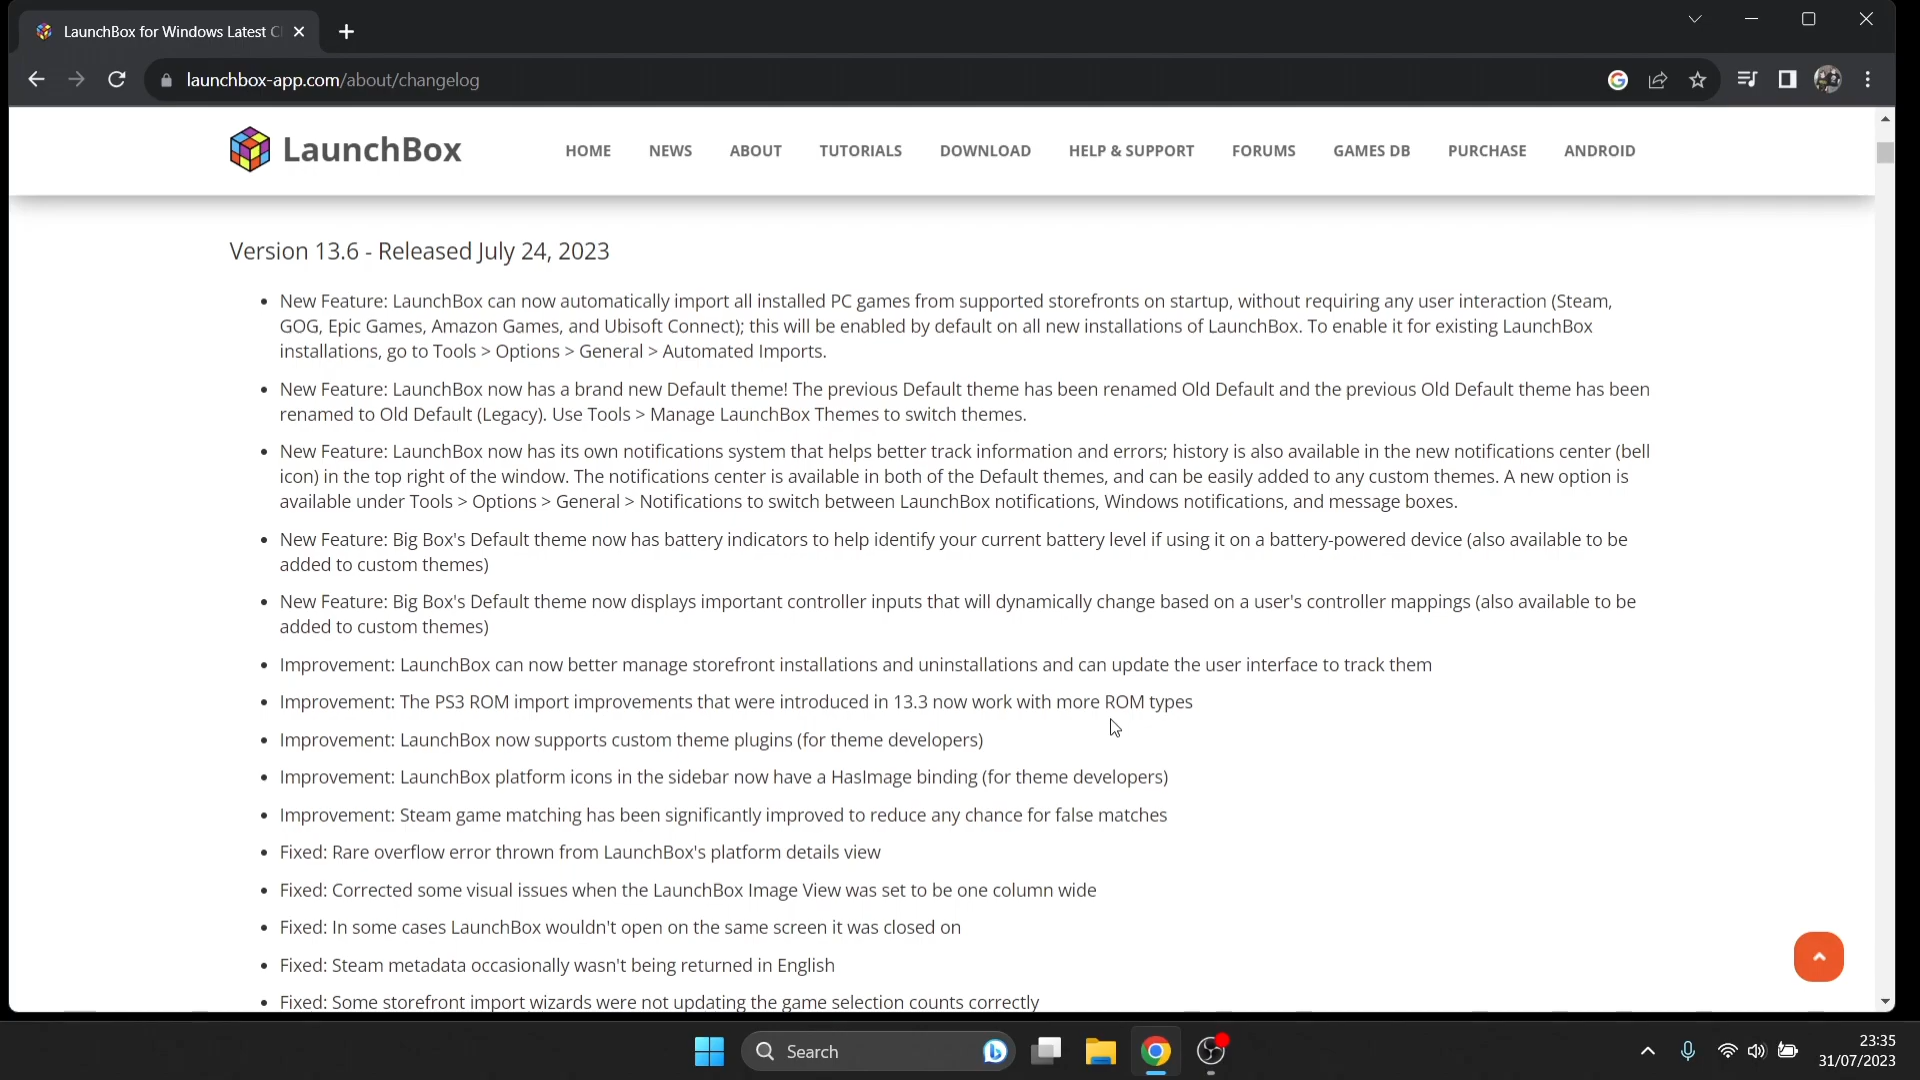 LaunchBox for Windows Latest C
launchbox-app.com/about/changelog
LaunchBox
HOME NEWS ABOUT TUTORIALS DOWNLOAD HELP & SUPPORT FORUMS GAMES DB PURCHASE ANDROID
Version 13.6 - Released July 24, 2023
• New Feature: LaunchBox can now automatically import all installed PC games from supported storefronts on startup, without requiring any user interaction (Steam,
GOG, Epic Games, Amazon Games, and Ubisoft Connect); this will be enabled by default on all new installations of LaunchBox. To enable it for existing LaunchBox
installations, go to Tools > Options > General > Automated Imports.
• New Feature: LaunchBox now has a brand new Default theme! The previous Default theme has been renamed Old Default and the previous Old Default theme has been
renamed to Old Default (Legacy). Use Tools > Manage LaunchBox Themes to switch themes.
• New Feature: LaunchBox now has its own notifications system that helps better track information and errors; history is also available in the new notifications center (bell
icon) in the top right of the window. The notifications center is available in both of the Default themes, and can be easily added to any custom themes. A new option is
available under Tools > Options > General > Notifications to switch between LaunchBox notifications, Windows notifications, and message boxes.
• New Feature: Big Box's Default theme now has battery indicators to help identify your current battery level if using it on a battery-powered device (also available to be
added to custom themes)
• New Feature: Big Box's Default theme now displays important controller inputs that will dynamically change based on a user's controller mappings (also available to be
added to custom themes)
• Improvement: LaunchBox can now better manage storefront installations and uninstallations and can update the user interface to track them
• Improvement: The PS3 ROM import improvements that were introduced in 13.3 now work with more ROM types
• Improvement: LaunchBox now supports custom theme plugins (for theme developers)
• Improvement: LaunchBox platform icons in the sidebar now have a HasImage binding (for theme developers)
• Improvement: Steam game matching has been significantly improved to reduce any chance for false matches
• Fixed: Rare overflow error thrown from LaunchBox's platform details view
• Fixed: Corrected some visual issues when the LaunchBox Image View was set to be one column wide
• Fixed: In some cases LaunchBox wouldn't open on the same screen it was closed on
• Fixed: Steam metadata occasionally wasn't being returned in English
• Fixed: Some storefront import wizards were not updating the game selection counts correctly
Search
23:35
31/07/2023